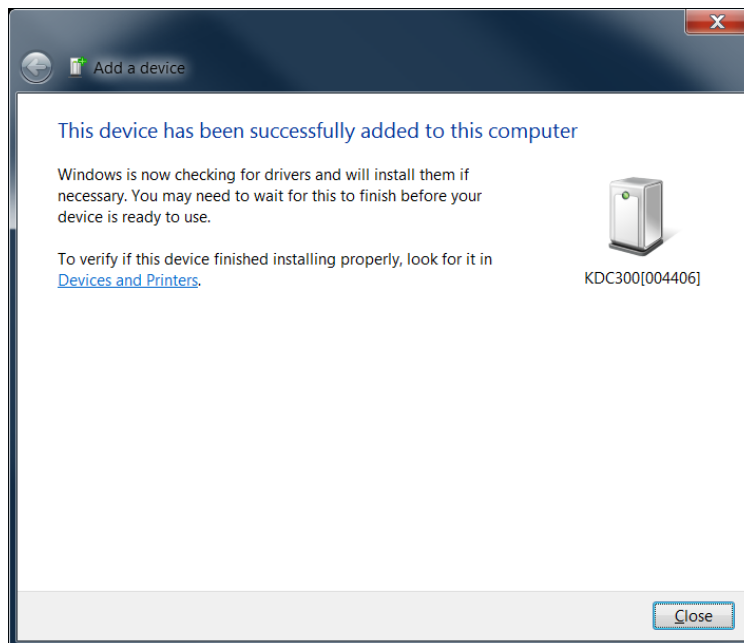 X
Add a device
This device has been successfully added to this computer
Windows is now checking for drivers and will install them if
necessary. You may need to wait for this to finish before your
device is ready to use.
To verify if this device finished installing properly, look for it in
Devices and Printers.
KDC300[004406]
Close